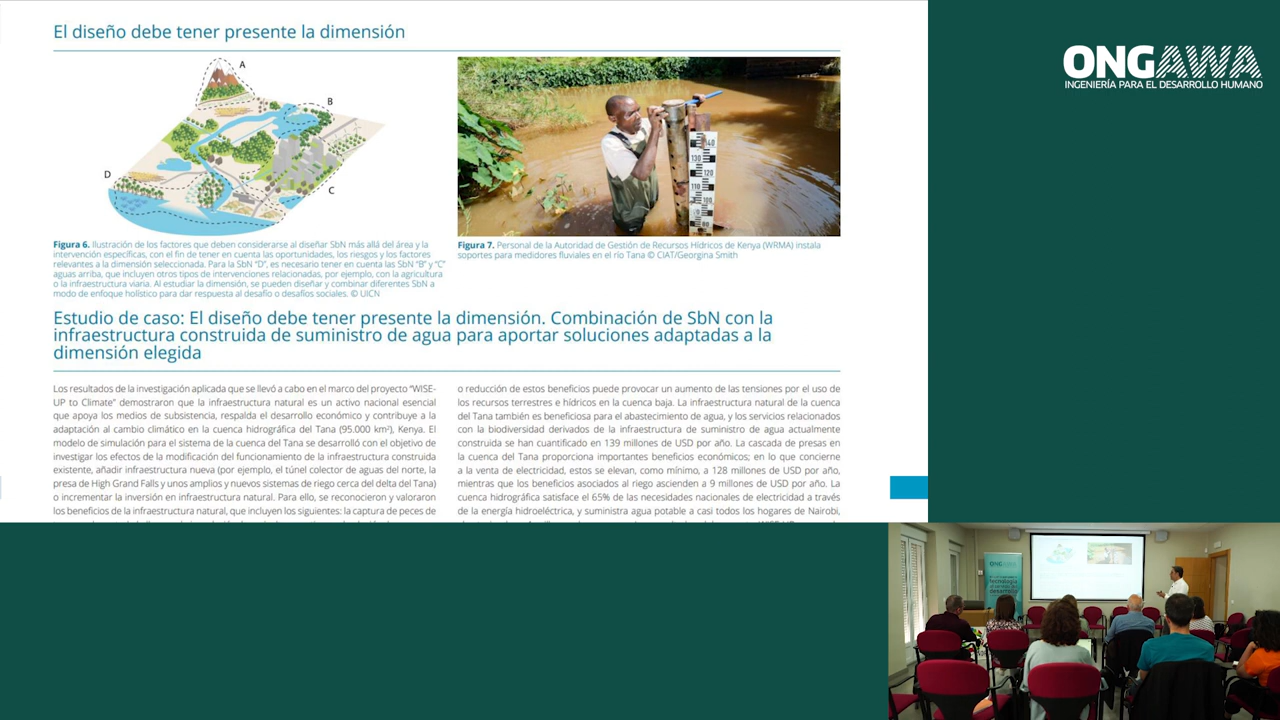 El diseño debe tener presente la dimensión
A
B
C
D
Figura 6. Ilustración de los factores que deben considerarse al diseñar SbN más allá del área y la
intervención específicas, con el fin de tener en cuenta las oportunidades, los riesgos y los factores
relevantes a la dimensión seleccionada. Para la SbN "D", es necesario tener en cuenta las SbN "B" y "C"
aguas arriba, que incluyen otros tipos de intervenciones relacionadas, por ejemplo, con la agricultura
o la infraestructura viaria. Al estudiar la dimensión, se pueden diseñar y combinar diferentes SbN a
modo de enfoque holístico para dar respuesta al desafío o desafíos sociales. © UICN
140
130
120
110
100
80
Figura 7. Personal de la Autoridad de Gestión de Recursos Hídricos de Kenya (WRMA) instala
soportes para medidores fluviales en el río Tana © CIAT/Georgina Smith
Estudio de caso: El diseño debe tener presente la dimensión. Combinación de SbN con la
infraestructura construida de suministro de agua para aportar soluciones adaptadas a la
dimensión elegida
Los resultados de la investigación aplicada que se llevó a cabo en el marco del proyecto "WISE-
UP to Climate" demostraron que la infraestructura natural es un activo nacional esencial
que apoya los medios de subsistencia, respalda el desarrollo económico y contribuye a la
adaptación al cambio climático en la cuenca hidrográfica del Tana (95.000 km²), Kenya. El
modelo de simulación para el sistema de la cuenca del Tana se desarrolló con el objetivo de
investigar los efectos de la modificación del funcionamiento de la infraestructura construida
existente, añadir infraestructura nueva (por ejemplo, el túnel colector de aguas del norte, la
presa de High Grand Falls y unos amplios y nuevos sistemas de riego cerca del delta del Tana)
o incrementar la inversión en infraestructura natural. Para ello, se reconocieron y valoraron
los beneficios de la infraestructura natural, que incluyen los siguientes: la captura de peces de
o reducción de estos beneficios puede provocar un aumento de las tensiones por el uso de
los recursos terrestres e hídricos en la cuenca baja. La infraestructura natural de la cuenca
del Tana también es beneficiosa para el abastecimiento de agua, y los servicios relacionados
con la biodiversidad derivados de la infraestructura de suministro de agua actualmente
construida se han cuantificado en 139 millones de USD por año. La cascada de presas en
la cuenca del Tana proporciona importantes beneficios económicos; en lo que concierne
a la venta de electricidad, estos se elevan, como mínimo, a 128 millones de USD por año,
mientras que los beneficios asociados al riego ascienden a 9 millones de USD por año. La
cuenca hidrográfica satisface el 65% de las necesidades nacionales de electricidad a través
de la energía hidroeléctrica, y suministra agua potable a casi todos los hogares de Nairobi,
ONGAWA
INGENIERÍA PARA EL DESARROLLO HUMANO
ONGAWA
tecnología
desarrollo